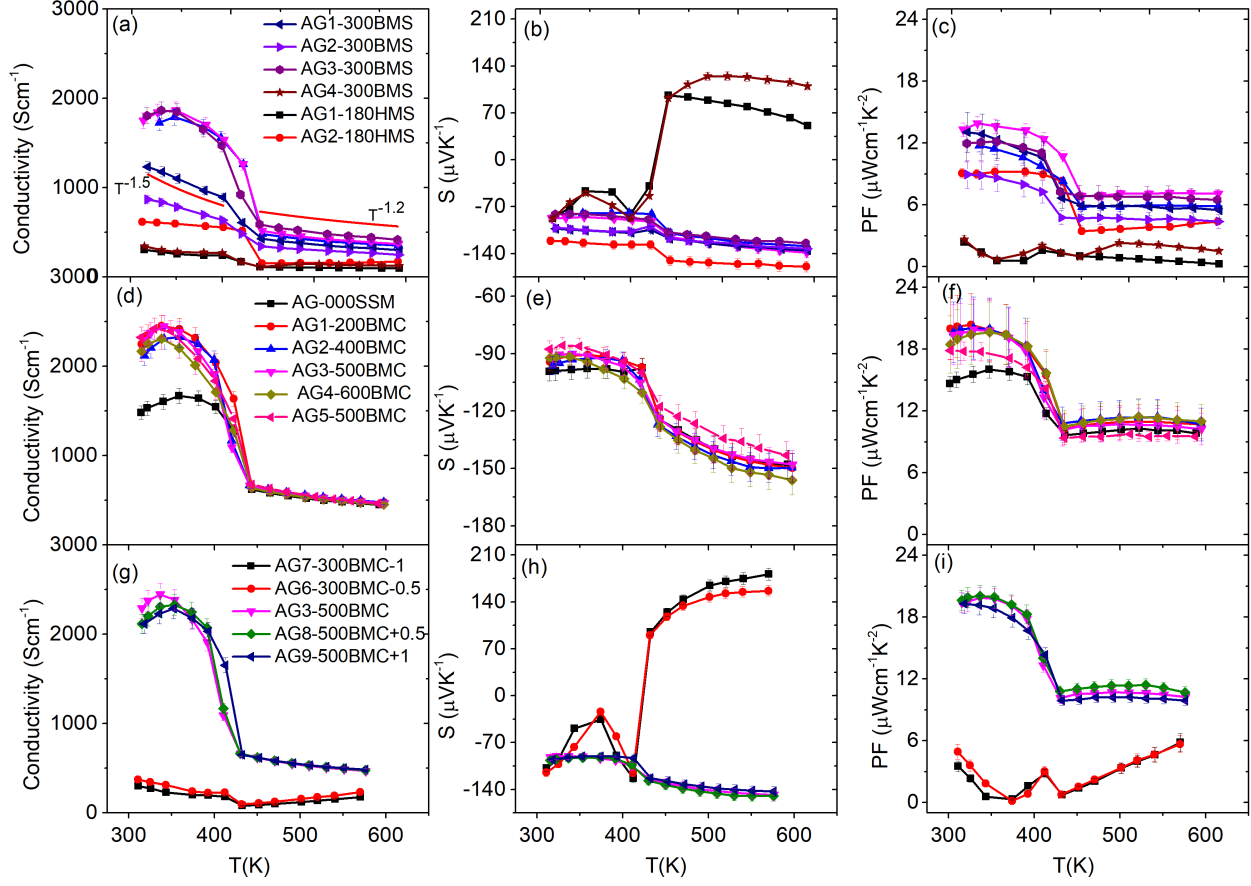 (a)
AG1-300BMS
AG2-300BMS
AG3-300BMS
AG4-300BMS
AG1-180HMS
AG2-180HMS
T⁻¹·⁵
T⁻¹·²
Conductivity (Scm⁻¹)
3000
2000
1000
0
(b)
S (μVK⁻¹)
210
140
70
0
-70
-140
(c)
PF (μWcm⁻¹K⁻²)
24
18
12
6
0
(d)
AG-000SSM
AG1-200BMC
AG2-400BMC
AG3-500BMC
AG4-600BMC
AG5-500BMC
Conductivity (Scm⁻¹)
3000
2000
1000
(e)
S (μVK⁻¹)
-60
-90
-120
-150
-180
(f)
PF (μWcm⁻¹K⁻²)
24
18
12
6
0
(g)
AG7-300BMC-1
AG6-300BMC-0.5
AG3-500BMC
AG8-500BMC+0.5
AG9-500BMC+1
Conductivity (Scm⁻¹)
3000
2000
1000
0
300 400 500 600
T(K)
(h)
S (μVK⁻¹)
210
140
70
0
-70
-140
300 400 500 600
T(K)
(i)
PF (μWcm⁻¹K⁻²)
24
18
12
6
0
300 400 500 600
T(K)